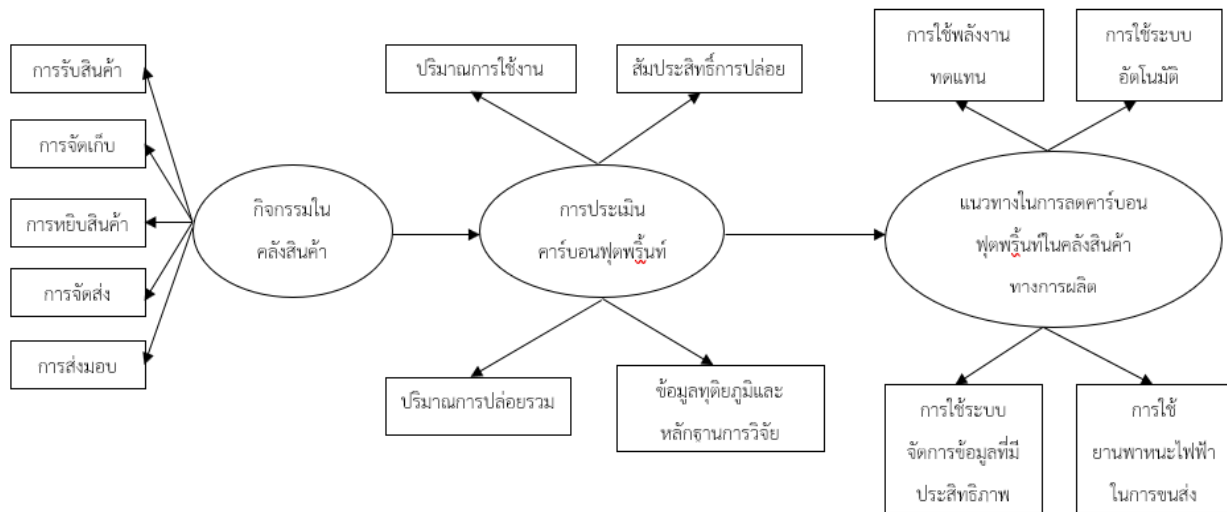 การรับสินค้า
การจัดเก็บ
การหยิบสินค้า
การจัดส่ง
การส่งมอบ
กิจกรรมใน
คลังสินค้า
ปริมาณการใช้งาน
สัมประสิทธิ์การปล่อย
การประเมิน
คาร์บอนฟุตพริ้นท์
ปริมาณการปล่อยรวม
ข้อมูลทุติยภูมิและ
หลักฐานการวิจัย
การใช้พลังงาน
ทดแทน
การใช้ระบบ
อัตโนมัติ
แนวทางในการลดคาร์บอน
ฟุตพริ้นท์ในคลังสินค้า
ทางการผลิต
การใช้ระบบ
จัดการข้อมูลที่มี
ประสิทธิภาพ
การใช้
ยานพาหนะไฟฟ้า
ในการขนส่ง